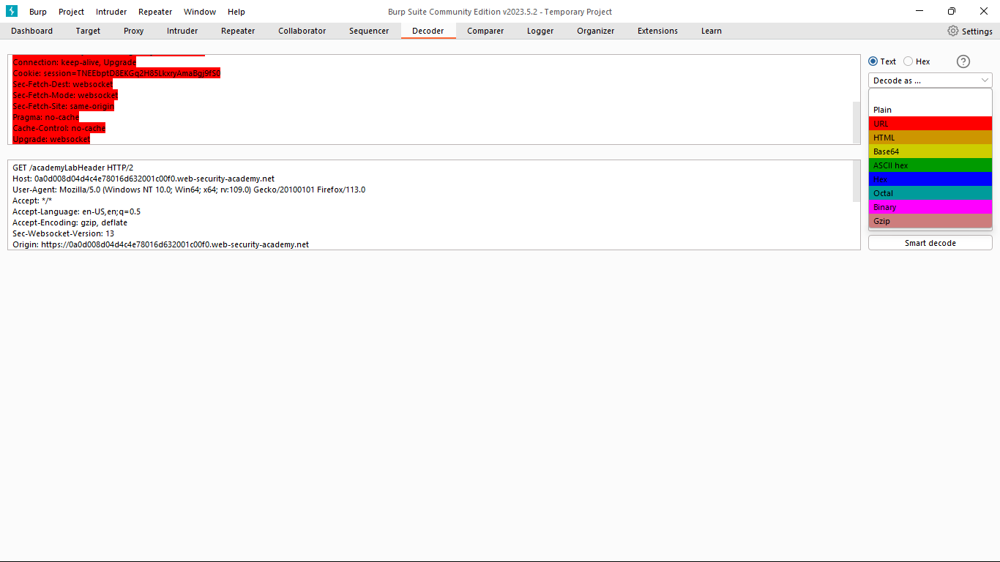 Burp Project Intruder Repeater Window Help Burp Suite Community Edition v2023.5.2 - Temporary Project
Dashboard Target Proxy Intruder Repeater Collaborator Sequencer Decoder Comparer Logger Organizer Extensions Learn Settings
Connection: keep-alive, Upgrade
Cookie:
Sec-Fetch-Dest: websocket
Sec-Fetch-Mode: websocket
Sec-Fetch-Site: same-origin
Pragma: no-cache
Cache-Control: no-cache
Upgrade: websocket
Text Hex ?
Decode as ...
Plain
URL
HTML
Base64
ASCII hex
Hex
Octal
Binary
Gzip
Smart decode
GET /academyLabHeader HTTP/2
Host: 0a0d008d04d4c4e78016d632001c00f0.web-security-academy.net
User-Agent: Mozilla/5.0 (Windows NT 10.0; Win64; x64; rv:109.0) Gecko/20100101 Firefox/113.0
Accept: */*
Accept-Language: en-US,en;q=0.5
Accept-Encoding: gzip, deflate
Sec-Websocket-Version: 13
Origin: https://0a0d008d04d4c4e78016d632001c00f0.web-security-academy.net